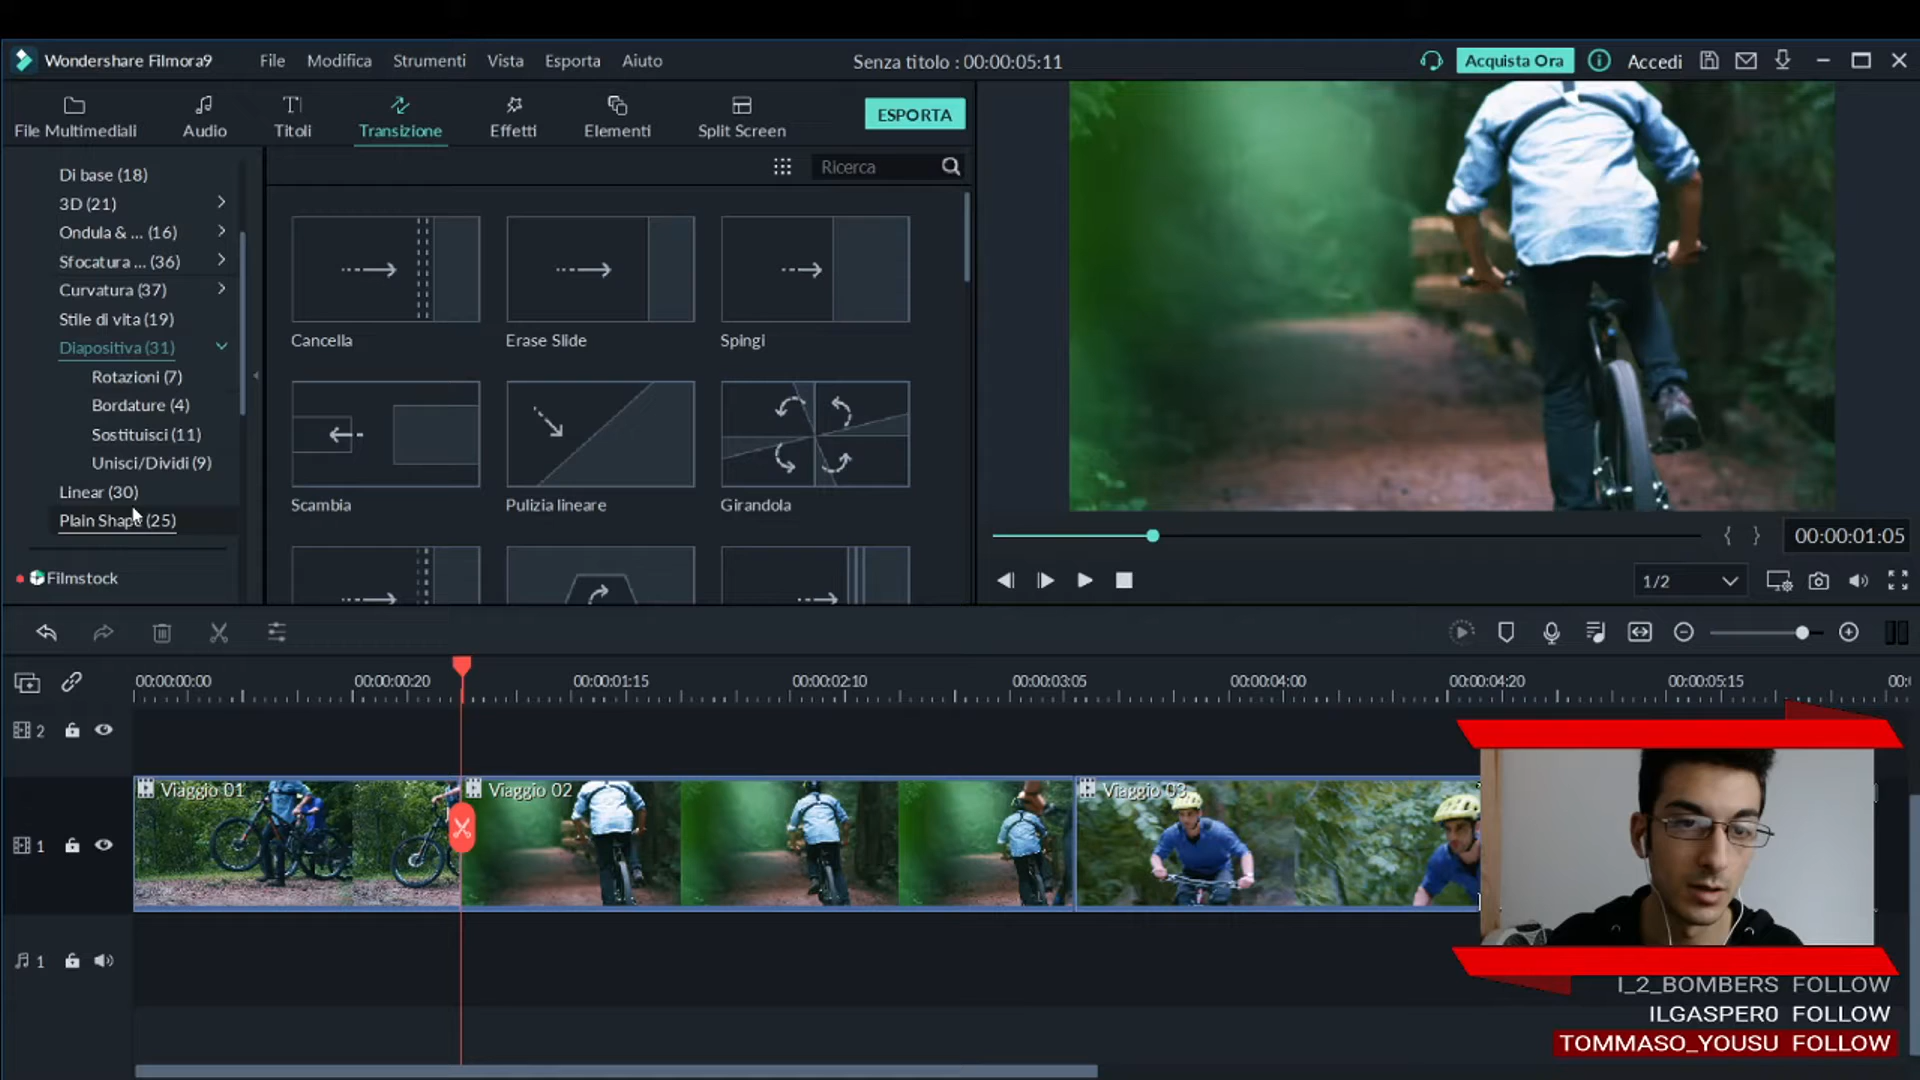 Wondershare Filmora9 File Modifica Strumenti Vista Esporta Aiuto Senza titolo : 00:00:05:11 Acquista Ora Accedi
File Multimediali Audio Titoli Transizione Effetti Elementi Split Screen ESPORTA
Ricerca
Di base (18)
3D (21)
Ondula & ... (16)
Sfocatura ... (36)
Curvatura (37)
Stile di vita (19)
Diapositiva (31)
Rotazioni (7)
Bordature (4)
Sostituisci (11)
Unisci/Dividi (9)
Linear (30)
Plain Shape (25)
Filmstock
Cancella Erase Slide Spingi
Scambia Pulizia lineare Girandola
00:00:01:05
1/2
00:00:00:00 00:00:00:20 00:00:01:15 00:00:02:10 00:00:03:05 00:00:04:00 00:00:04:20 00:00:05:15 00:
2
Viaggio 01 Viaggio 02 Viaggio 03
1
1
I_2_BOMBERS FOLLOW
ILGASPER0 FOLLOW
TOMMASO_YOUSU FOLLOW